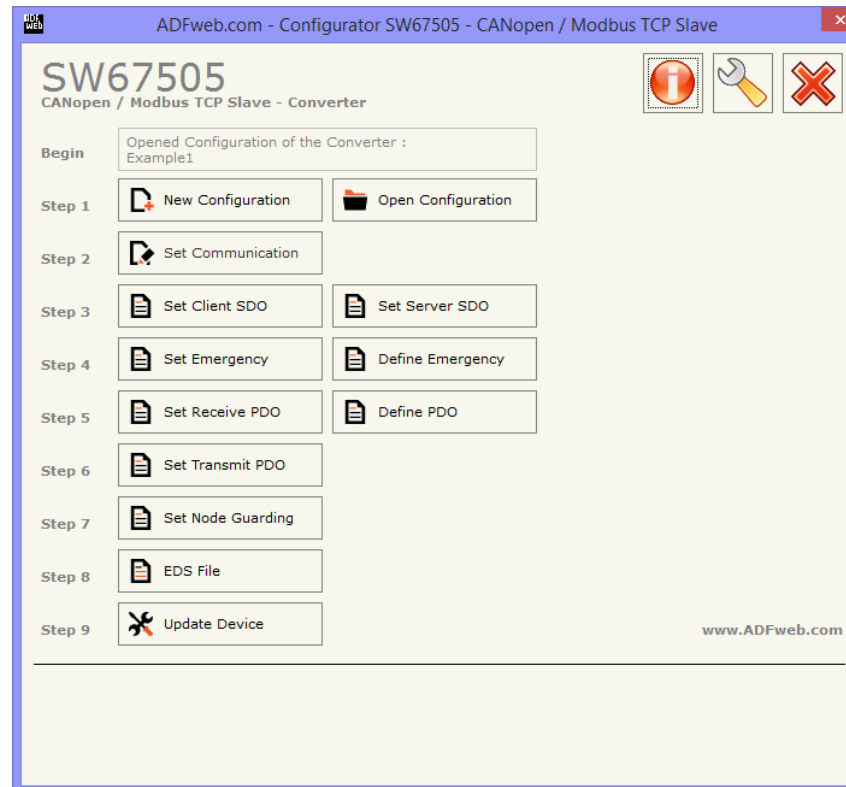 ADF
WEB
ADFweb.com - Configurator SW67505 - CANopen / Modbus TCP Slave
SW67505
CANopen / Modbus TCP Slave - Converter
Begin
Opened Configuration of the Converter :
Example1
Step 1
New Configuration
Open Configuration
Step 2
Set Communication
Step 3
Set Client SDO
Set Server SDO
Step 4
Set Emergency
Define Emergency
Step 5
Set Receive PDO
Define PDO
Step 6
Set Transmit PDO
Step 7
Set Node Guarding
Step 8
EDS File
Step 9
Update Device
www.ADFweb.com